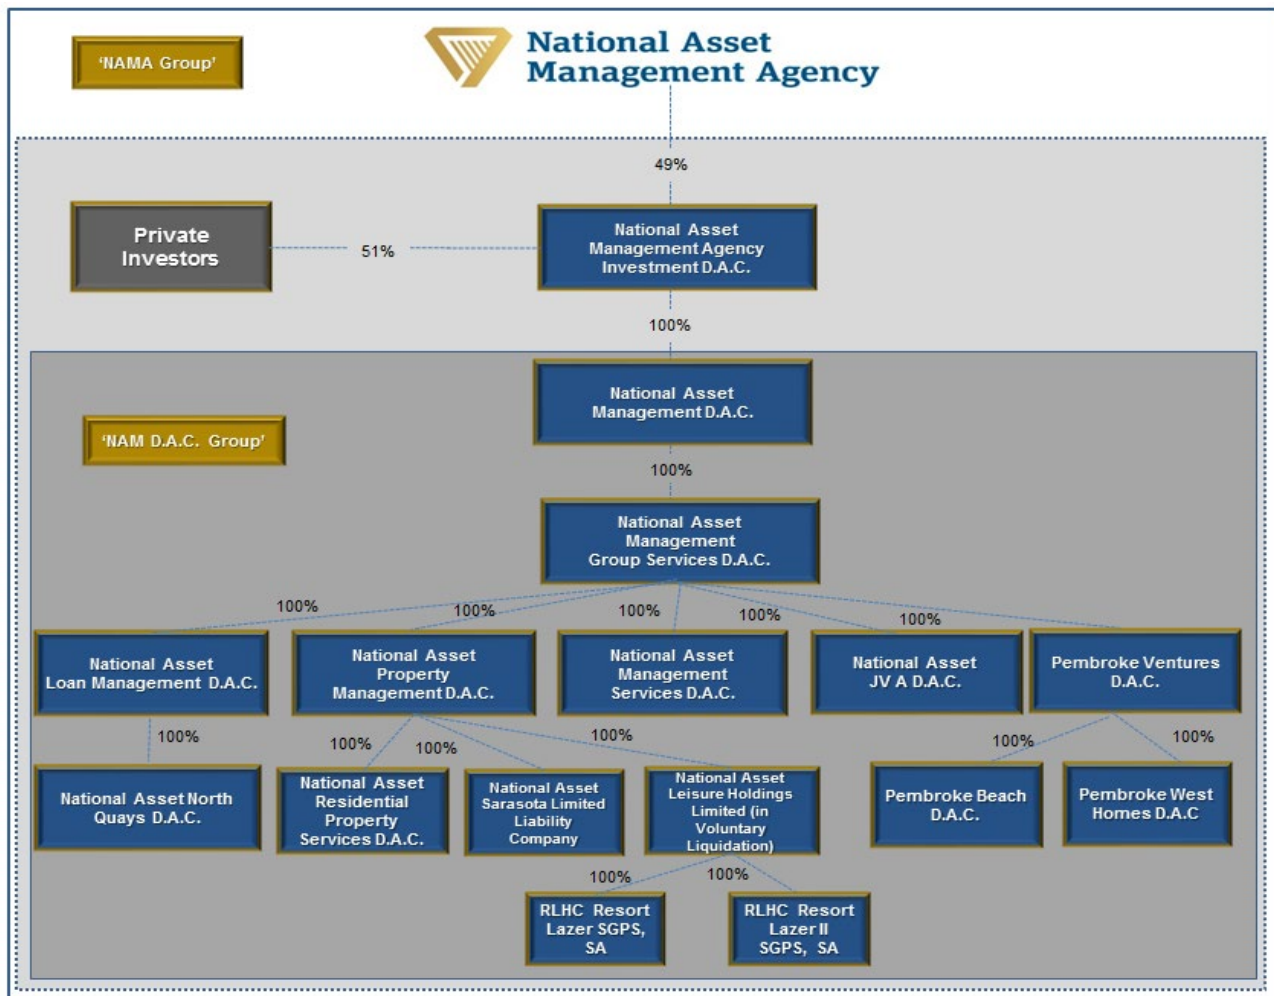 ‘NAMA Group’
National Asset
Management Agency
49%
Private
Investors
51%
National Asset
Management Agency
Investment D.A.C.
100%
National Asset
Management D.A.C.
‘NAM D.A.C. Group’
100%
National Asset
Management
Group Services D.A.C.
100%
100%
100%
100%
100%
National Asset
Loan Management D.A.C.
National Asset
Property
Management D.A.C.
National Asset
Management
Services D.A.C.
National Asset
JV A D.A.C.
Pembroke Ventures
D.A.C.
100%
100%
100%
100%
100%
100%
National Asset North
Quays D.A.C.
National Asset
Residential
Property
Services D.A.C.
National Asset
Sarasota Limited
Liability
Company
National Asset
Leisure Holdings
Limited (in
Voluntary
Liquidation)
Pembroke Beach
D.A.C.
Pembroke West
Homes D.A.C
100%
100%
RLHC Resort
Lazer SGPS,
SA
RLHC Resort
Lazer II
SGPS, SA